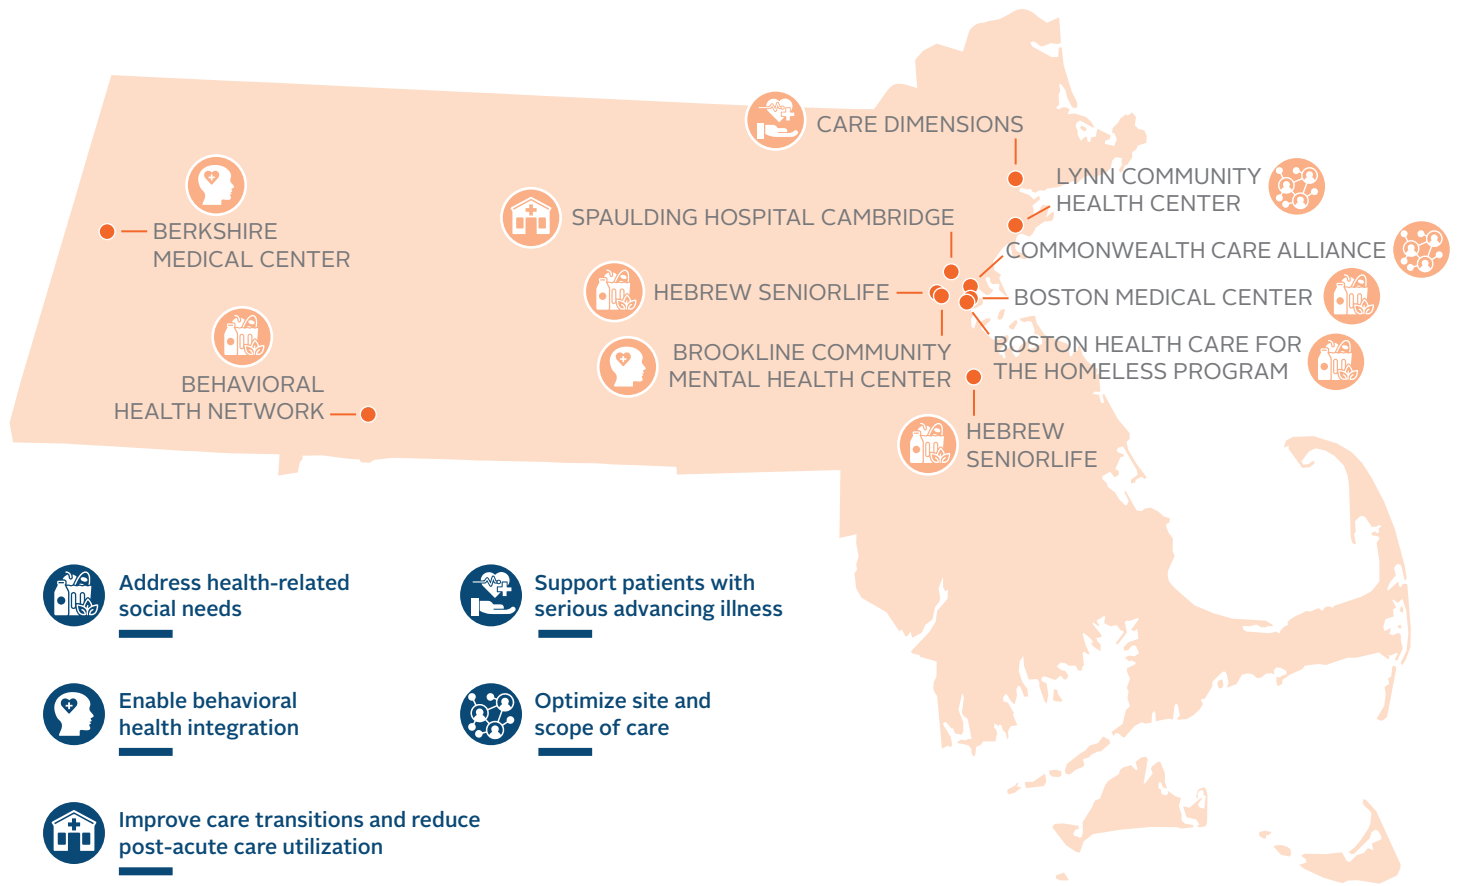 CARE DIMENSIONS
LYNN COMMUNITY
HEALTH CENTER
SPAULDING HOSPITAL CAMBRIDGE
BERKSHIRE
MEDICAL CENTER
COMMONWEALTH CARE ALLIANCE
HEBREW SENIORLIFE
BOSTON MEDICAL CENTER
BROOKLINE COMMUNITY
MENTAL HEALTH CENTER
BOSTON HEALTH CARE FOR
THE HOMELESS PROGRAM
BEHAVIORAL
HEALTH NETWORK
HEBREW
SENIORLIFE
Address health-related
social needs
Support patients with
serious advancing illness
Enable behavioral
health integration
Optimize site and
scope of care
Improve care transitions and reduce
post-acute care utilization